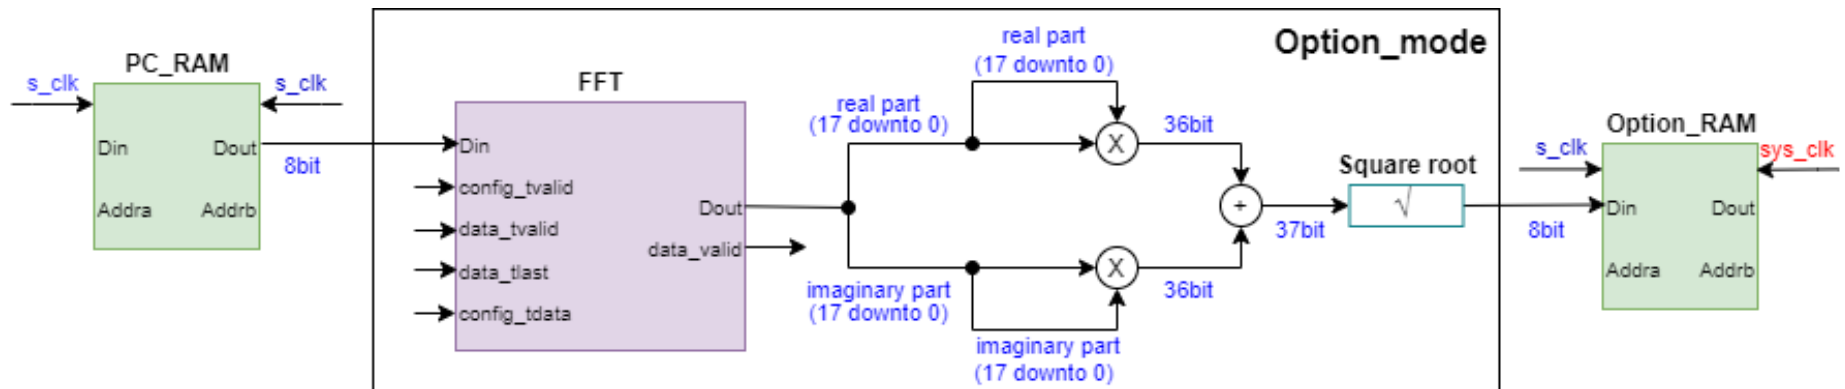 PC_RAM
s_clk
s_clk
Din
Dout
8bit
Addra
Addrb
Option_mode
FFT
Din
config_tvalid
data_tvalid
data_tlast
config_tdata
Dout
data_valid
real part
(17 downto 0)
real part
(17 downto 0)
X
36bit
imaginary part
(17 downto 0)
imaginary part
(17 downto 0)
X
36bit
+
37bit
Square root
√
8bit
Option_RAM
s_clk
sys_clk
Din
Dout
Addra
Addrb